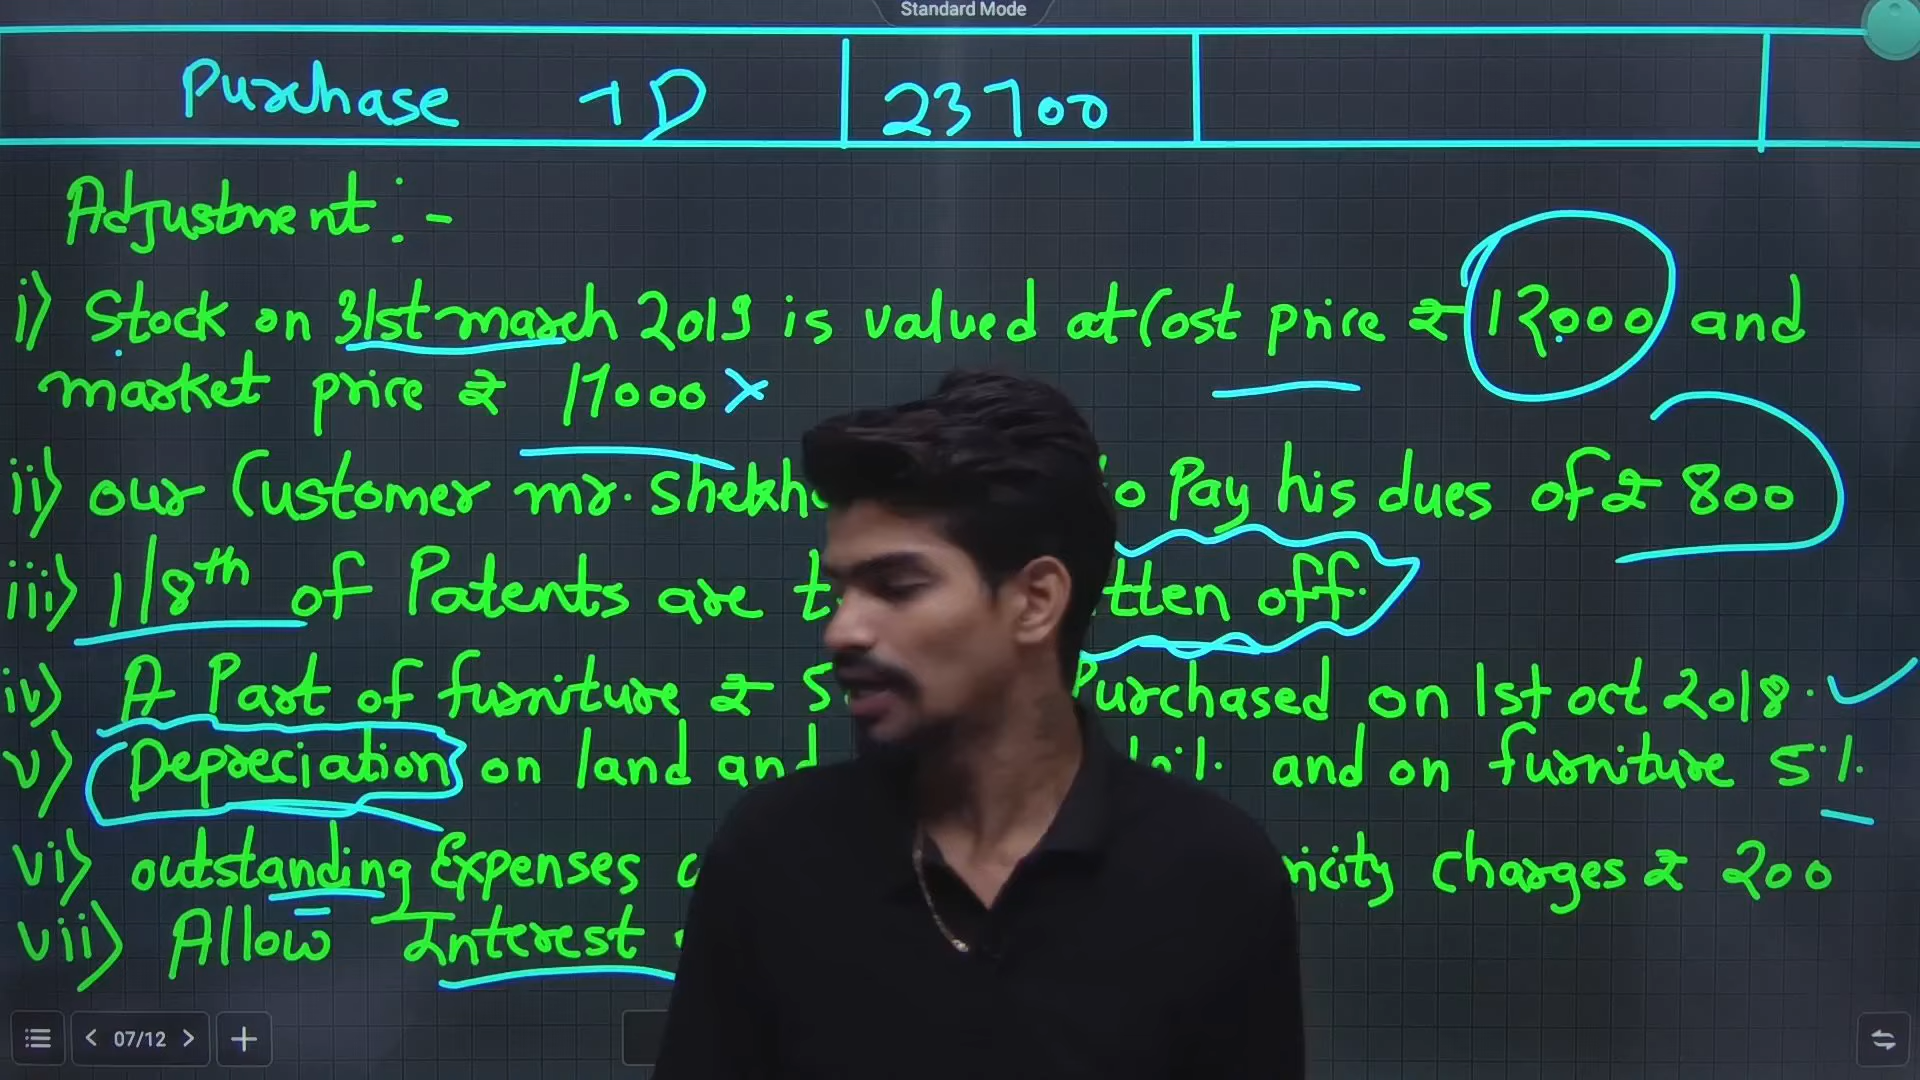 Standard Mode
Purchase TD 23700
Adjustment :-
i) Stock on 31st march 2019 is valued at Cost price ₹ 12000 and
market price ₹ 17000 ×
ii) our Customer mr. Shekh o Pay his dues of ₹ 800
iii) 1/8th of Patents are tten off.
iv) A Part of furniture ₹ 5 Purchased on 1st oct 2018. ✓
v) Depreciation on land and and on furniture 5%.
vi) outstanding Expenses ricity charges ₹ 200
vii) Allow Interest
07/12